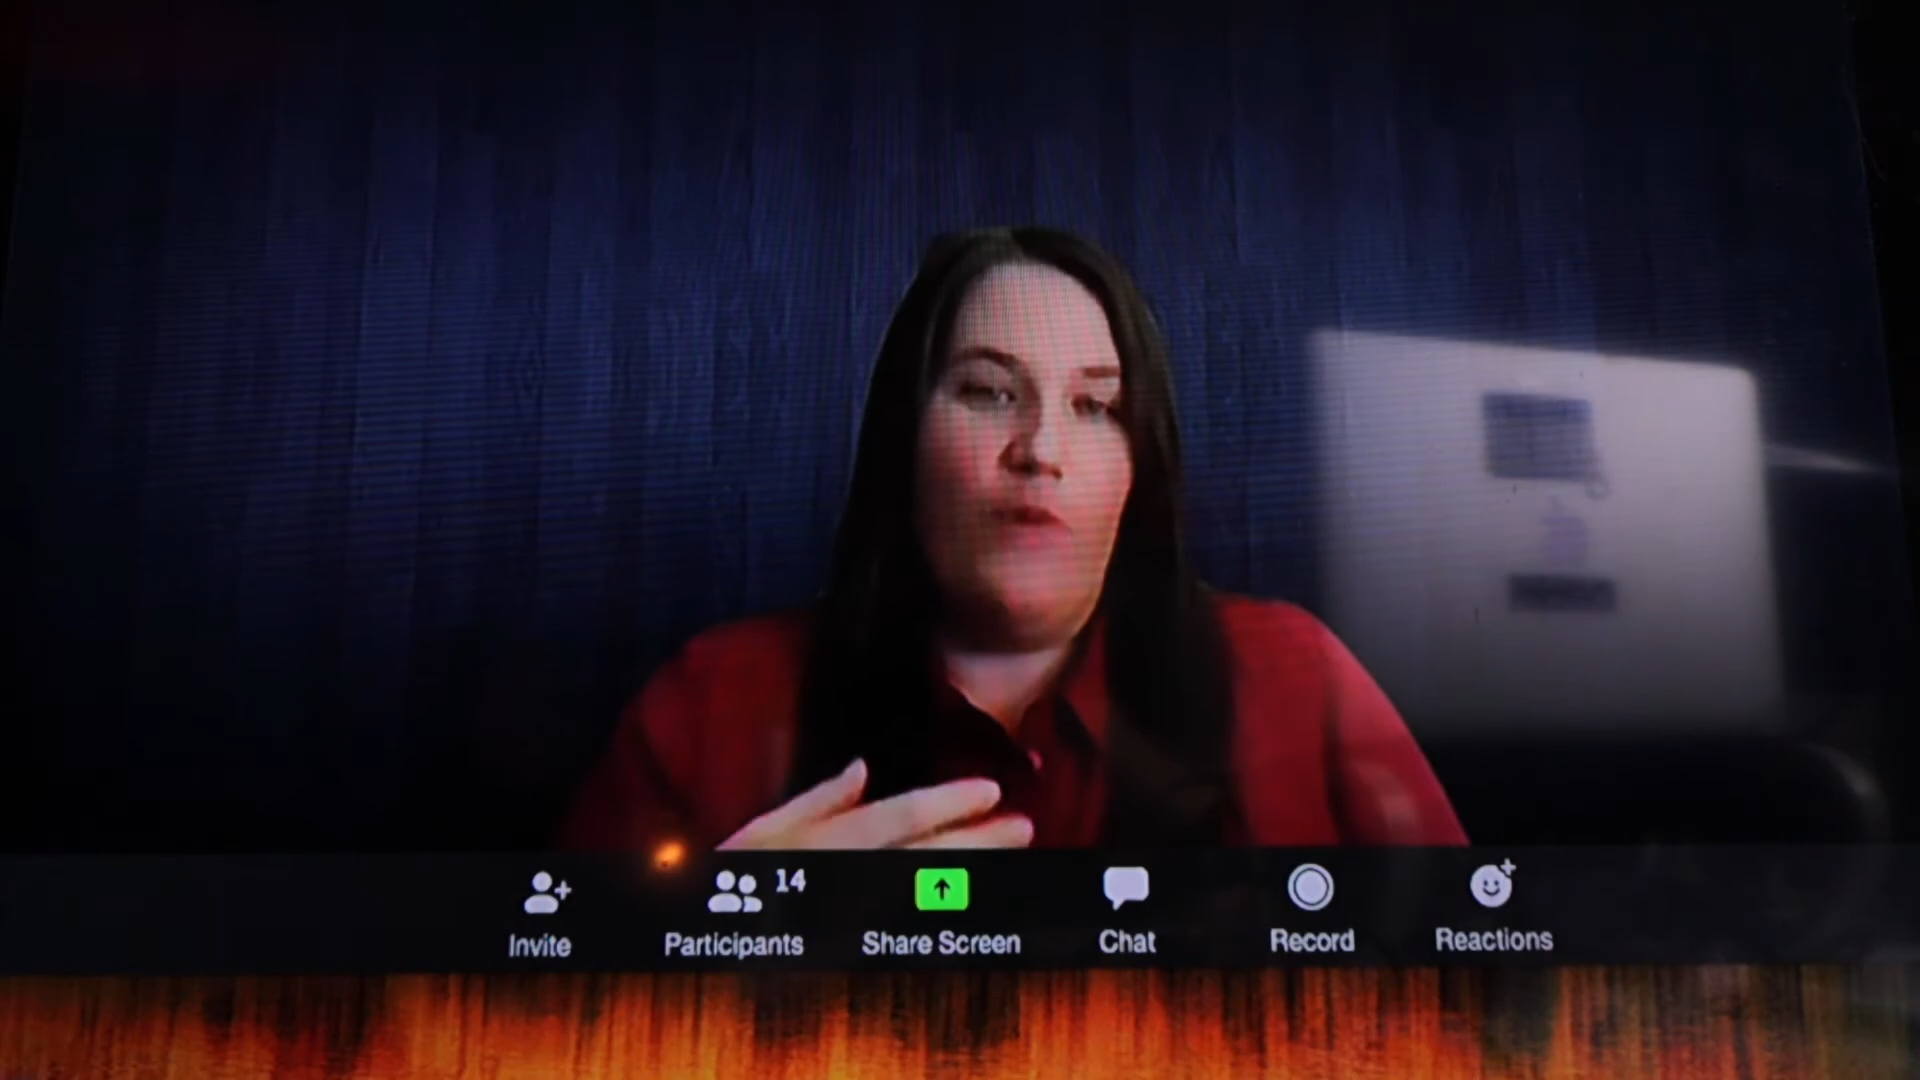 14
Invite
Participants
Share Screen
Chat
Record
Reactions